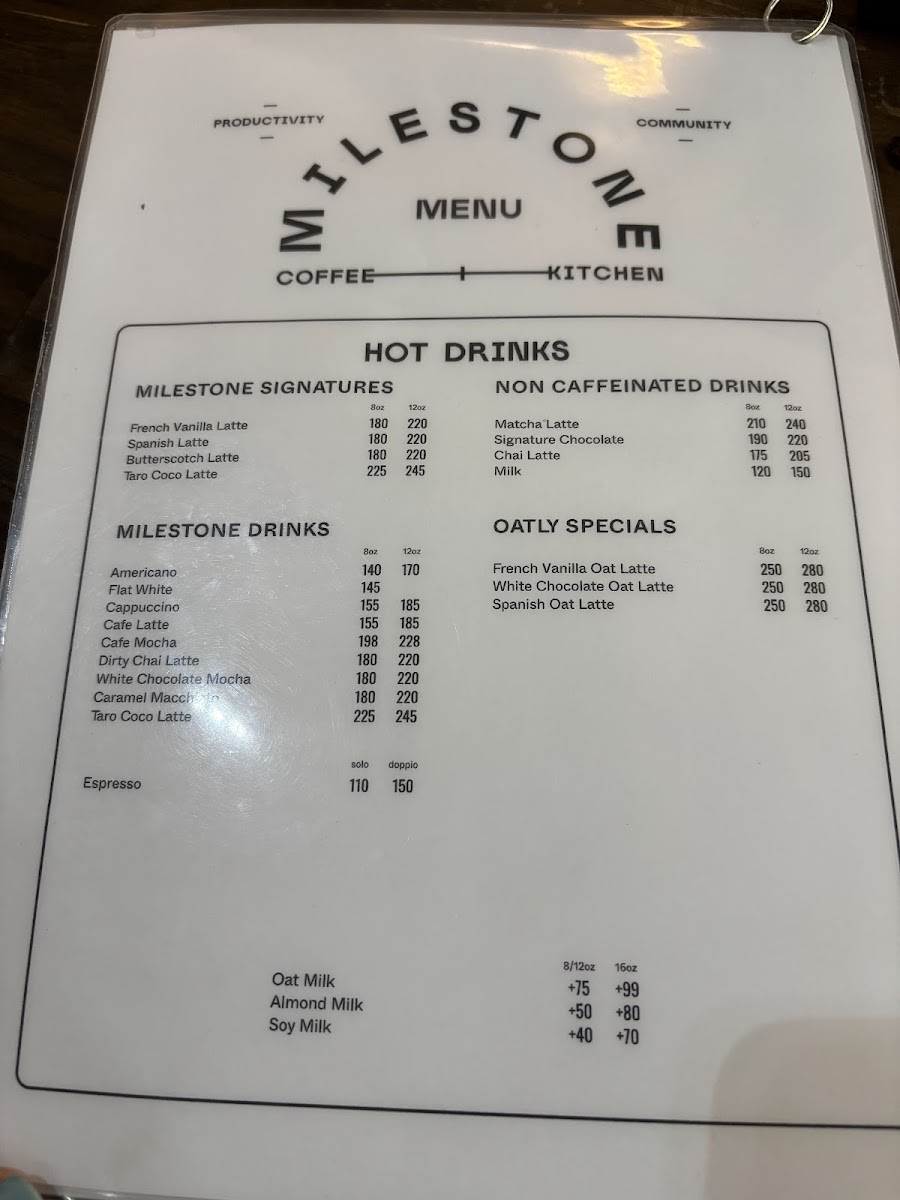 PRODUCTIVITY
COMMUNITY
MILESTONE
MENU
COFFEE KITCHEN
HOT DRINKS
MILESTONE SIGNATURES
8oz 12oz
French Vanilla Latte 180 220
Spanish Latte 180 220
Butterscotch Latte 180 220
Taro Coco Latte 225 245
NON CAFFEINATED DRINKS
8oz 12oz
Matcha Latte 210 240
Signature Chocolate 190 220
Chai Latte 175 205
Milk 120 150
MILESTONE DRINKS
8oz 12oz
Americano 140 170
Flat White 145
Cappuccino 155 185
Cafe Latte 155 185
Cafe Mocha 198 228
Dirty Chai Latte 180 220
White Chocolate Mocha 180 220
Caramel 180 220
Taro Coco Latte 225 245
solo doppio
Espresso 110 150
OATLY SPECIALS
8oz 12oz
French Vanilla Oat Latte 250 280
White Chocolate Oat Latte 250 280
Spanish Oat Latte 250 280
8/12oz 16oz
Oat Milk +75 +99
Almond Milk +50 +80
Soy Milk +40 +70